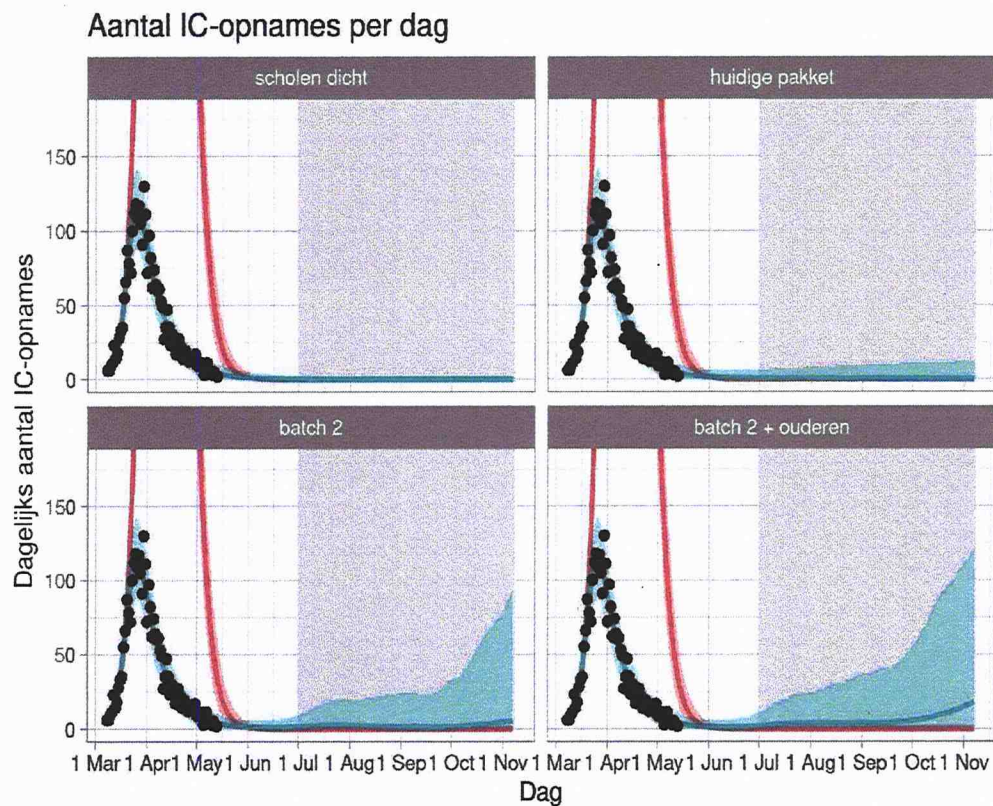 Aantal IC-opnames per dag
scholen dicht
huidige pakket
150
100
50
0
batch 2
batch 2 + ouderen
150
100
50
0
Dagelijks aantal IC-opnames
1 Mar 1 Apr 1 May 1 Jun 1 Jul 1 Aug 1 Sep 1 Oct 1 Nov
1 Mar 1 Apr 1 May 1 Jun 1 Jul 1 Aug 1 Sep 1 Oct 1 Nov
Dag